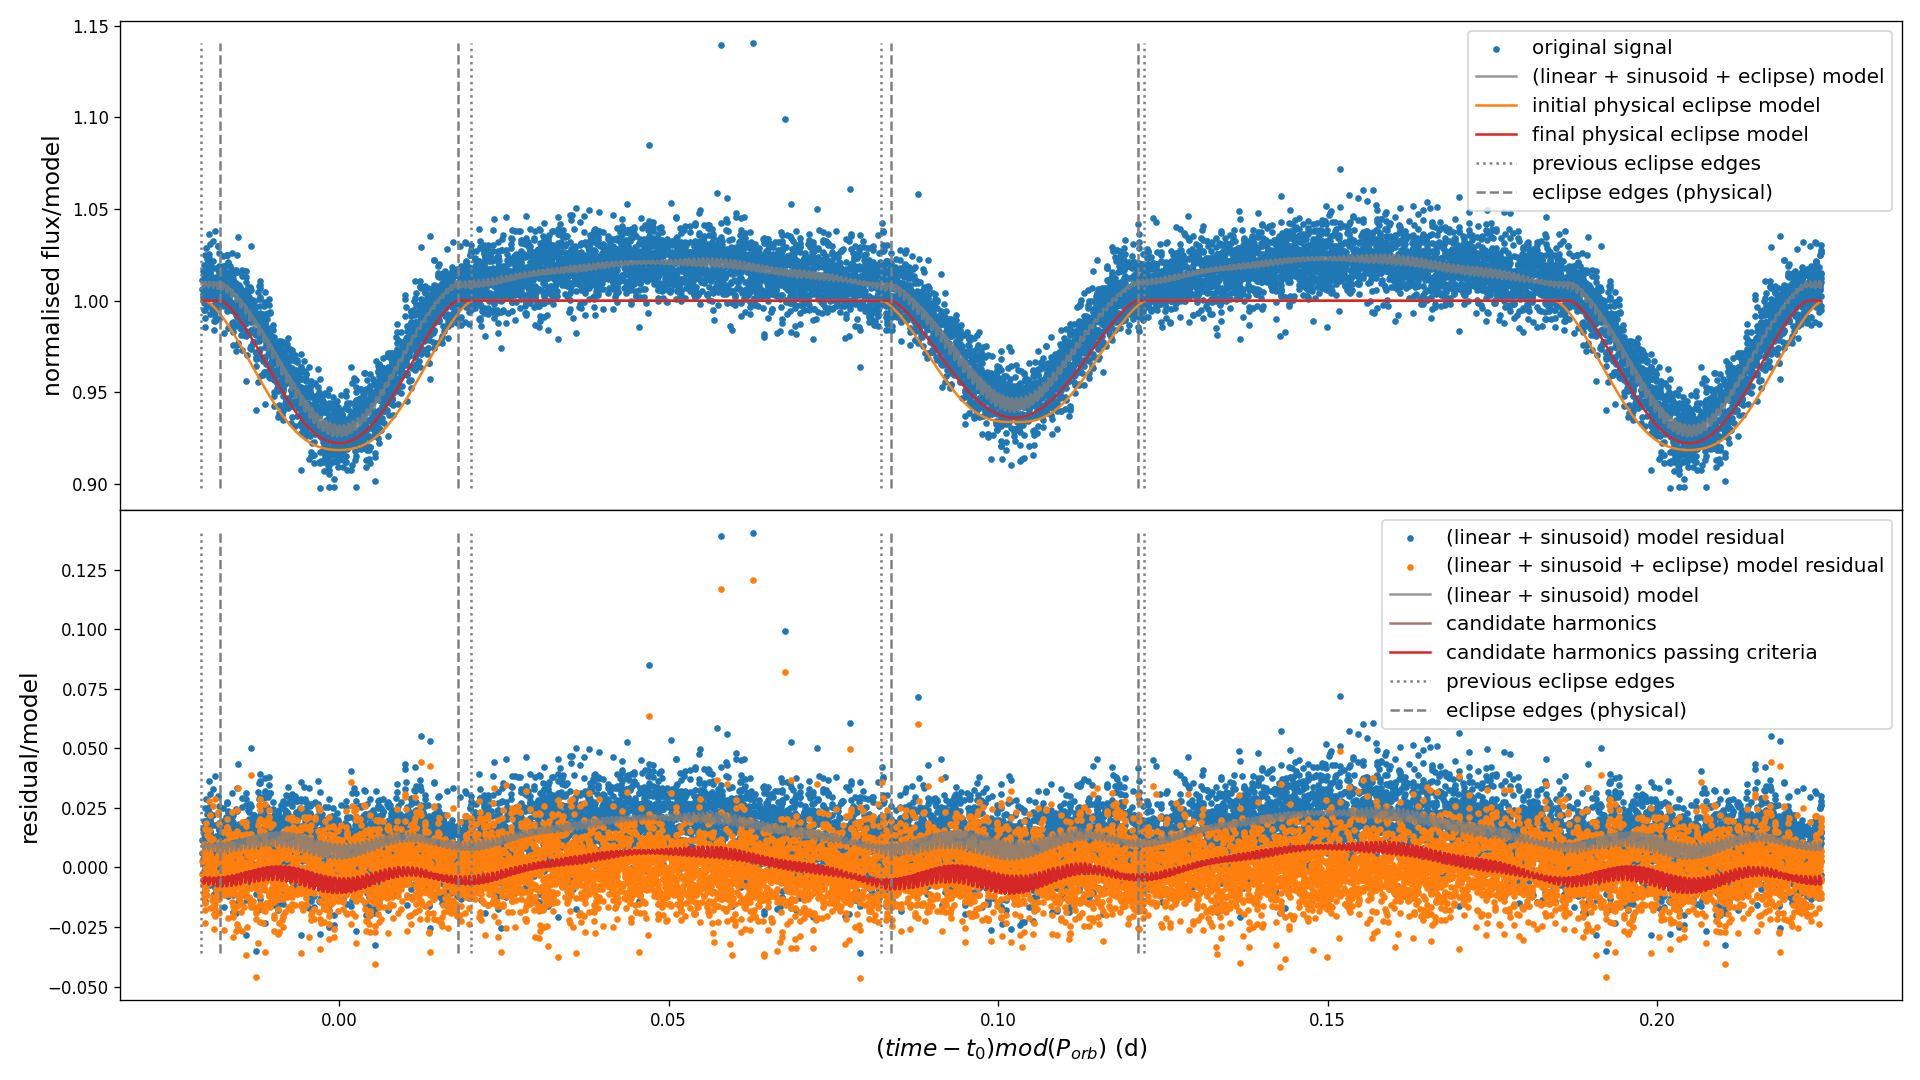 1.15
1.10
1.05
1.00
0.95
0.90
normalised flux/model
original signal
(linear + sinusoid + eclipse) model
initial physical eclipse model
final physical eclipse model
previous eclipse edges
eclipse edges (physical)
0.125
0.100
0.075
0.050
0.025
0.000
−0.025
−0.050
residual/model
(linear + sinusoid) model residual
(linear + sinusoid + eclipse) model residual
(linear + sinusoid) model
candidate harmonics
candidate harmonics passing criteria
previous eclipse edges
eclipse edges (physical)
0.00 0.05 0.10 0.15 0.20
(time − t₀)mod(Pₒᵣb) (d)